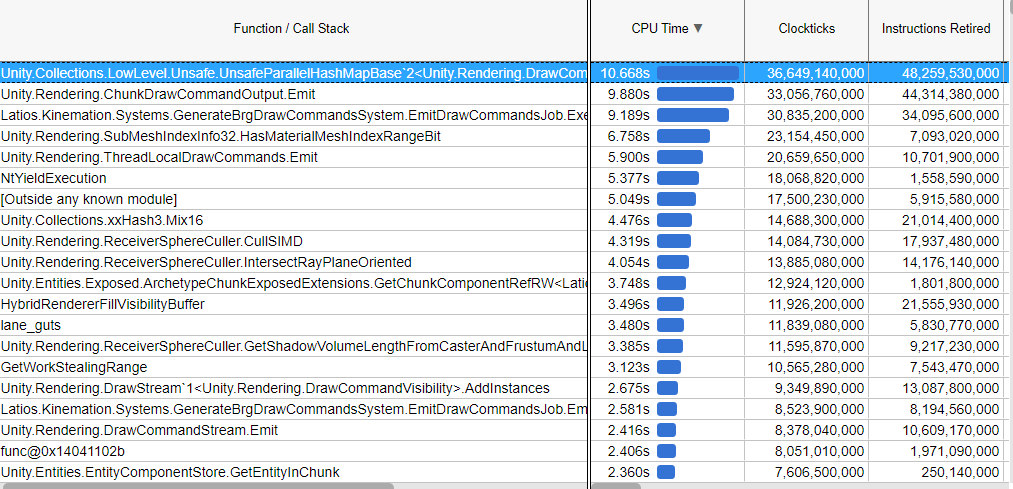 Function / Call Stack CPU Time ▼ Clockticks Instructions Retired
Unity.Collections.LowLevel.Unsafe.UnsafeParallelHashMapBase`2<Unity.Rendering.DrawCom 10.668s 36,649,140,000 48,259,530,000
Unity.Rendering.ChunkDrawCommandOutput.Emit 9.880s 33,056,760,000 44,314,380,000
Latios.Kinemation.Systems.GenerateBrgDrawCommandsSystem.EmitDrawCommandsJob.Exe 9.189s 30,835,200,000 34,095,600,000
Unity.Rendering.SubMeshIndexInfo32.HasMaterialMeshIndexRangeBit 6.758s 23,154,450,000 7,093,020,000
Unity.Rendering.ThreadLocalDrawCommands.Emit 5.900s 20,659,650,000 10,701,900,000
NtYieldExecution 5.377s 18,068,820,000 1,558,590,000
[Outside any known module] 5.049s 17,500,230,000 5,915,580,000
Unity.Collections.xxHash3.Mix16 4.476s 14,688,300,000 21,014,400,000
Unity.Rendering.ReceiverSphereCuller.CullSIMD 4.319s 14,084,730,000 17,937,480,000
Unity.Rendering.ReceiverSphereCuller.IntersectRayPlaneOriented 4.054s 13,885,080,000 14,176,140,000
Unity.Entities.Exposed.ArchetypeChunkExposedExtensions.GetChunkComponentRefRW<Latio 3.748s 12,924,120,000 1,801,800,000
HybridRendererFillVisibilityBuffer 3.496s 11,926,200,000 21,555,930,000
lane_guts 3.480s 11,839,080,000 5,830,770,000
Unity.Rendering.ReceiverSphereCuller.GetShadowVolumeLengthFromCasterAndFrustumAndL 3.385s 11,595,870,000 9,217,230,000
GetWorkStealingRange 3.123s 10,565,280,000 7,543,470,000
Unity.Rendering.DrawStream`1<Unity.Rendering.DrawCommandVisibility>.AddInstances 2.675s 9,349,890,000 13,087,800,000
Latios.Kinemation.Systems.GenerateBrgDrawCommandsSystem.EmitDrawCommandsJob.Em 2.581s 8,523,900,000 8,194,560,000
Unity.Rendering.DrawCommandStream.Emit 2.416s 8,378,040,000 10,609,170,000
func@0x14041102b 2.406s 8,051,010,000 1,971,090,000
Unity.Entities.EntityComponentStore.GetEntityInChunk 2.360s 7,606,500,000 250,140,000